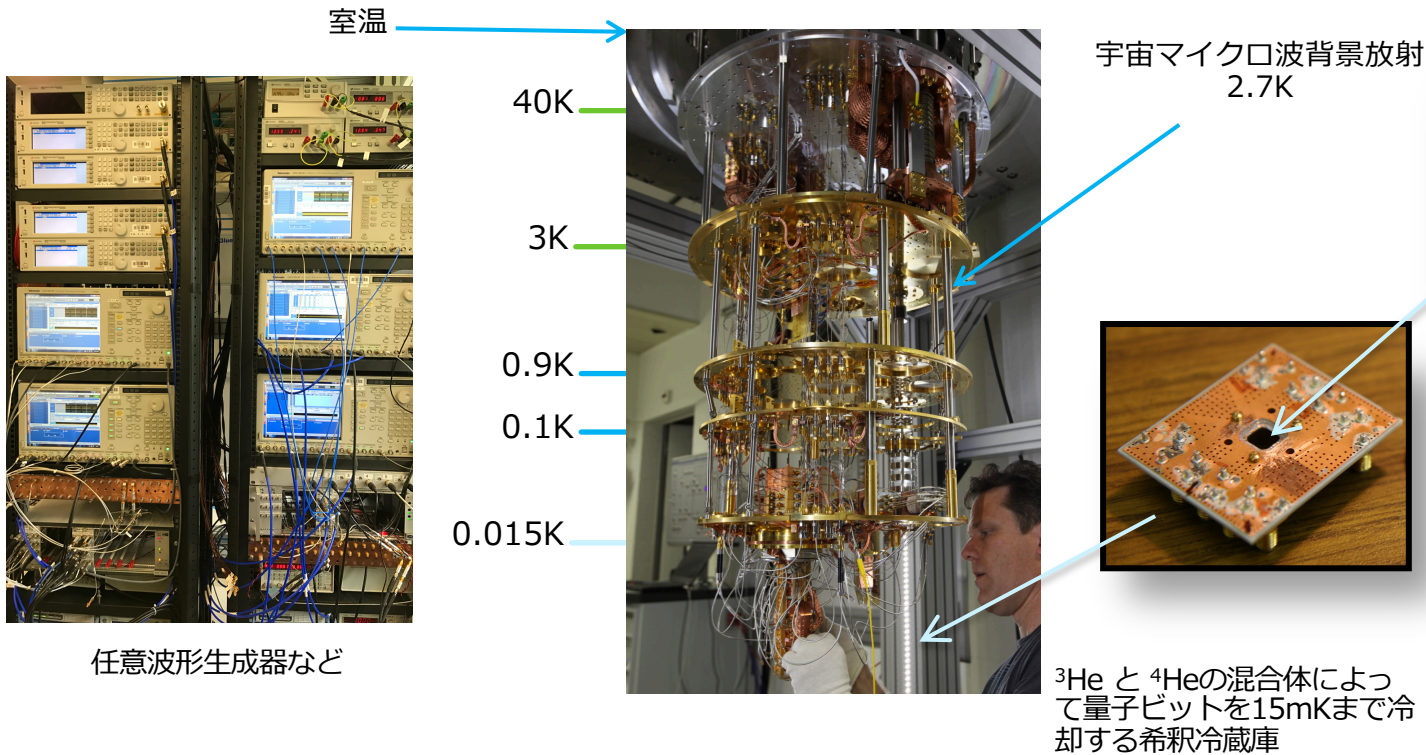 室温
40K
3K
0.9K
0.1K
0.015K
宇宙マイクロ波背景放射
2.7K
任意波形生成器など
³He と ⁴Heの混合体によっ
て量子ビットを15mKまで冷
却する希釈冷蔵庫